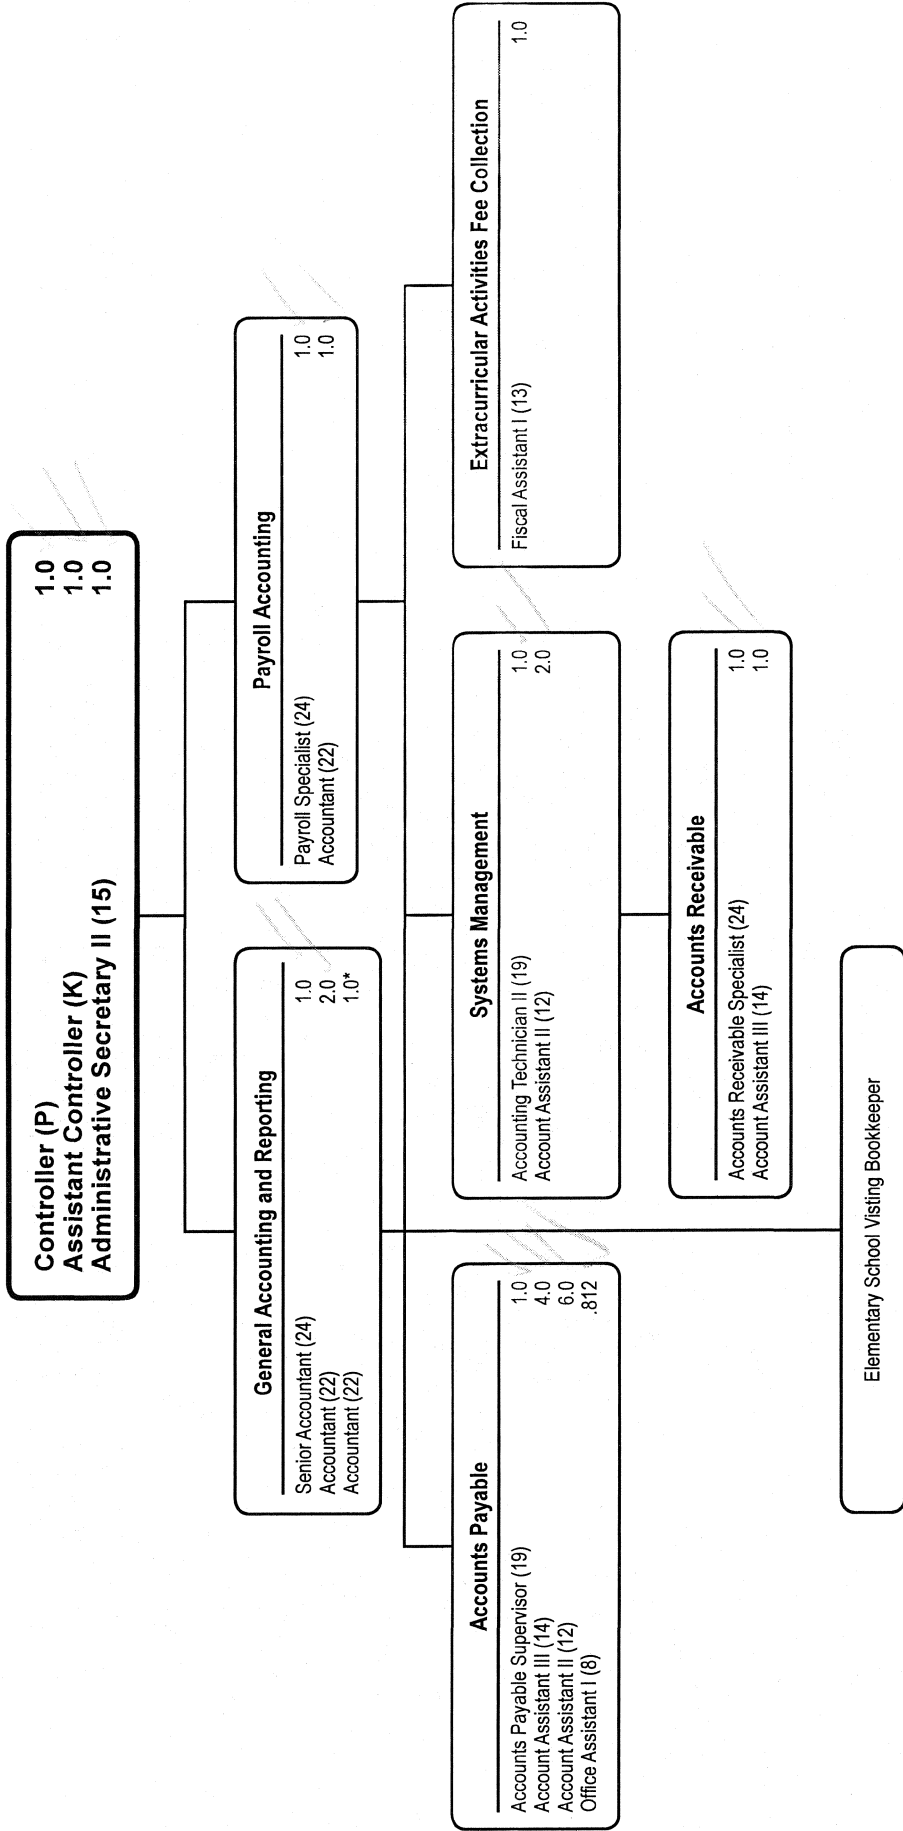 Controller (P) 1.0
Assistant Controller (K) 1.0
Administrative Secretary II (15) 1.0
General Accounting and Reporting
Senior Accountant (24) 1.0
Accountant (22) 2.0
Accountant (22) 1.0*
Payroll Accounting
Payroll Specialist (24) 1.0
Accountant (22) 1.0
Accounts Payable
Accounts Payable Supervisor (19) 1.0
Account Assistant III (14) 4.0
Account Assistant II (12) 6.0
Office Assistant I (8) .812
Systems Management
Accounting Technician II (19) 1.0
Account Assistant II (12) 2.0
Extracurricular Activities Fee Collection
Fiscal Assistant I (13) 1.0
Accounts Receivable
Accounts Receivable Specialist (24) 1.0
Account Assistant III (14) 1.0
Elementary School Visting Bookkeeper